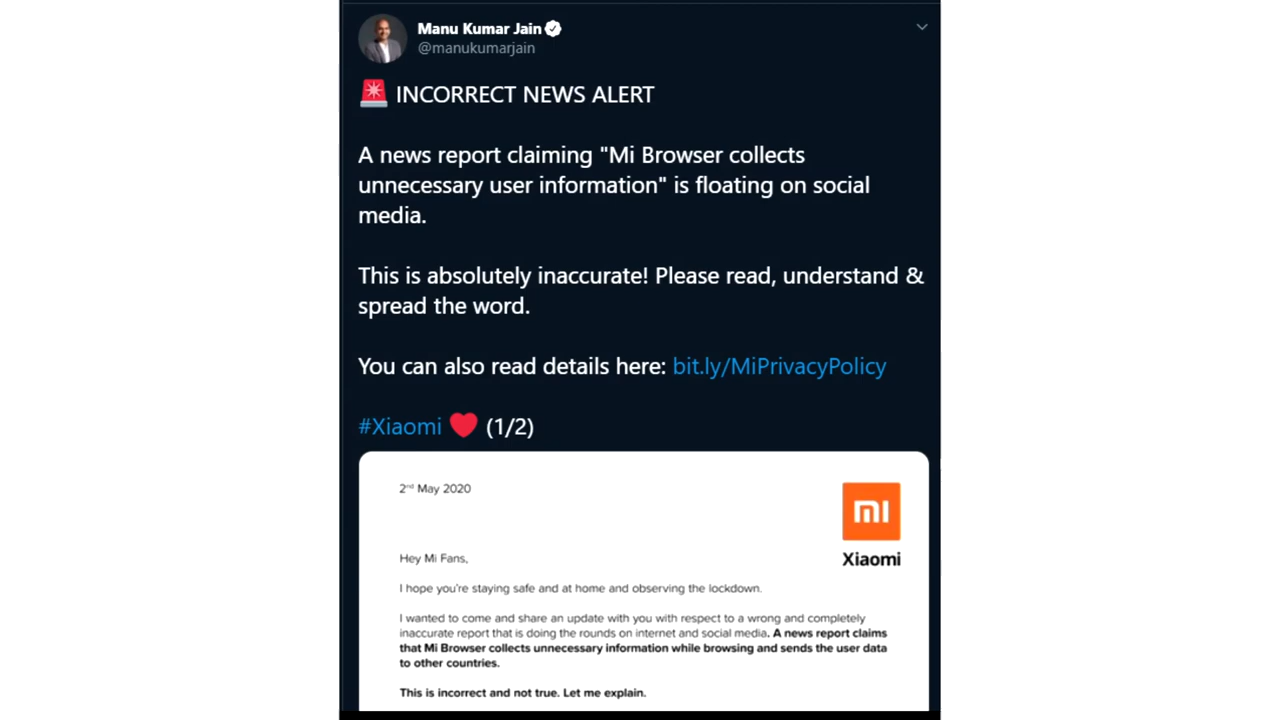 Manu Kumar Jain
@manukumarjain
🚨 INCORRECT NEWS ALERT
A news report claiming "Mi Browser collects
unnecessary user information" is floating on social
media.
This is absolutely inaccurate! Please read, understand &
spread the word.
You can also read details here: bit.ly/MiPrivacyPolicy
#Xiaomi ❤️ (1/2)
2nd May 2020
mi
Xiaomi
Hey Mi Fans,
I hope you're staying safe and at home and observing the lockdown.
I wanted to come and share an update with you with respect to a wrong and completely
inaccurate report that is doing the rounds on internet and social media. A news report claims
that Mi Browser collects unnecessary information while browsing and sends the user data
to other countries.
This is incorrect and not true. Let me explain.